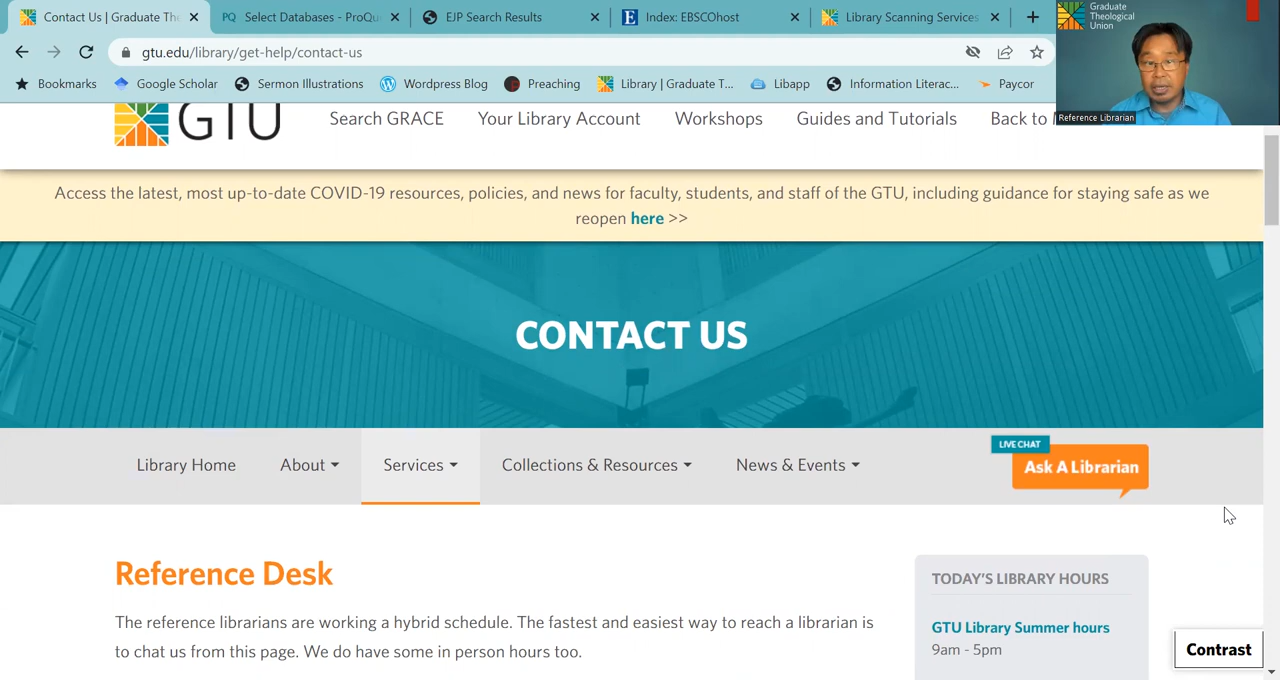 Contact Us | Graduate The
PQ Select Databases - ProQu
EJP Search Results
Index: EBSCOhost
Library Scanning Services
gtu.edu/library/get-help/contact-us
Bookmarks
Google Scholar
Sermon Illustrations
Wordpress Blog
Preaching
Library | Graduate T...
Libapp
Information Literac...
Paycor
Graduate
Theological
Union
Reference Librarian
GTU
Search GRACE
Your Library Account
Workshops
Guides and Tutorials
Back to
Access the latest, most up-to-date COVID-19 resources, policies, and news for faculty, students, and staff of the GTU, including guidance for staying safe as we
reopen here >>
CONTACT US
Library Home
About
Services
Collections & Resources
News & Events
LIVE CHAT
Ask A Librarian
Reference Desk
The reference librarians are working a hybrid schedule. The fastest and easiest way to reach a librarian is
to chat us from this page. We do have some in person hours too.
TODAY'S LIBRARY HOURS
GTU Library Summer hours
9am - 5pm
Contrast